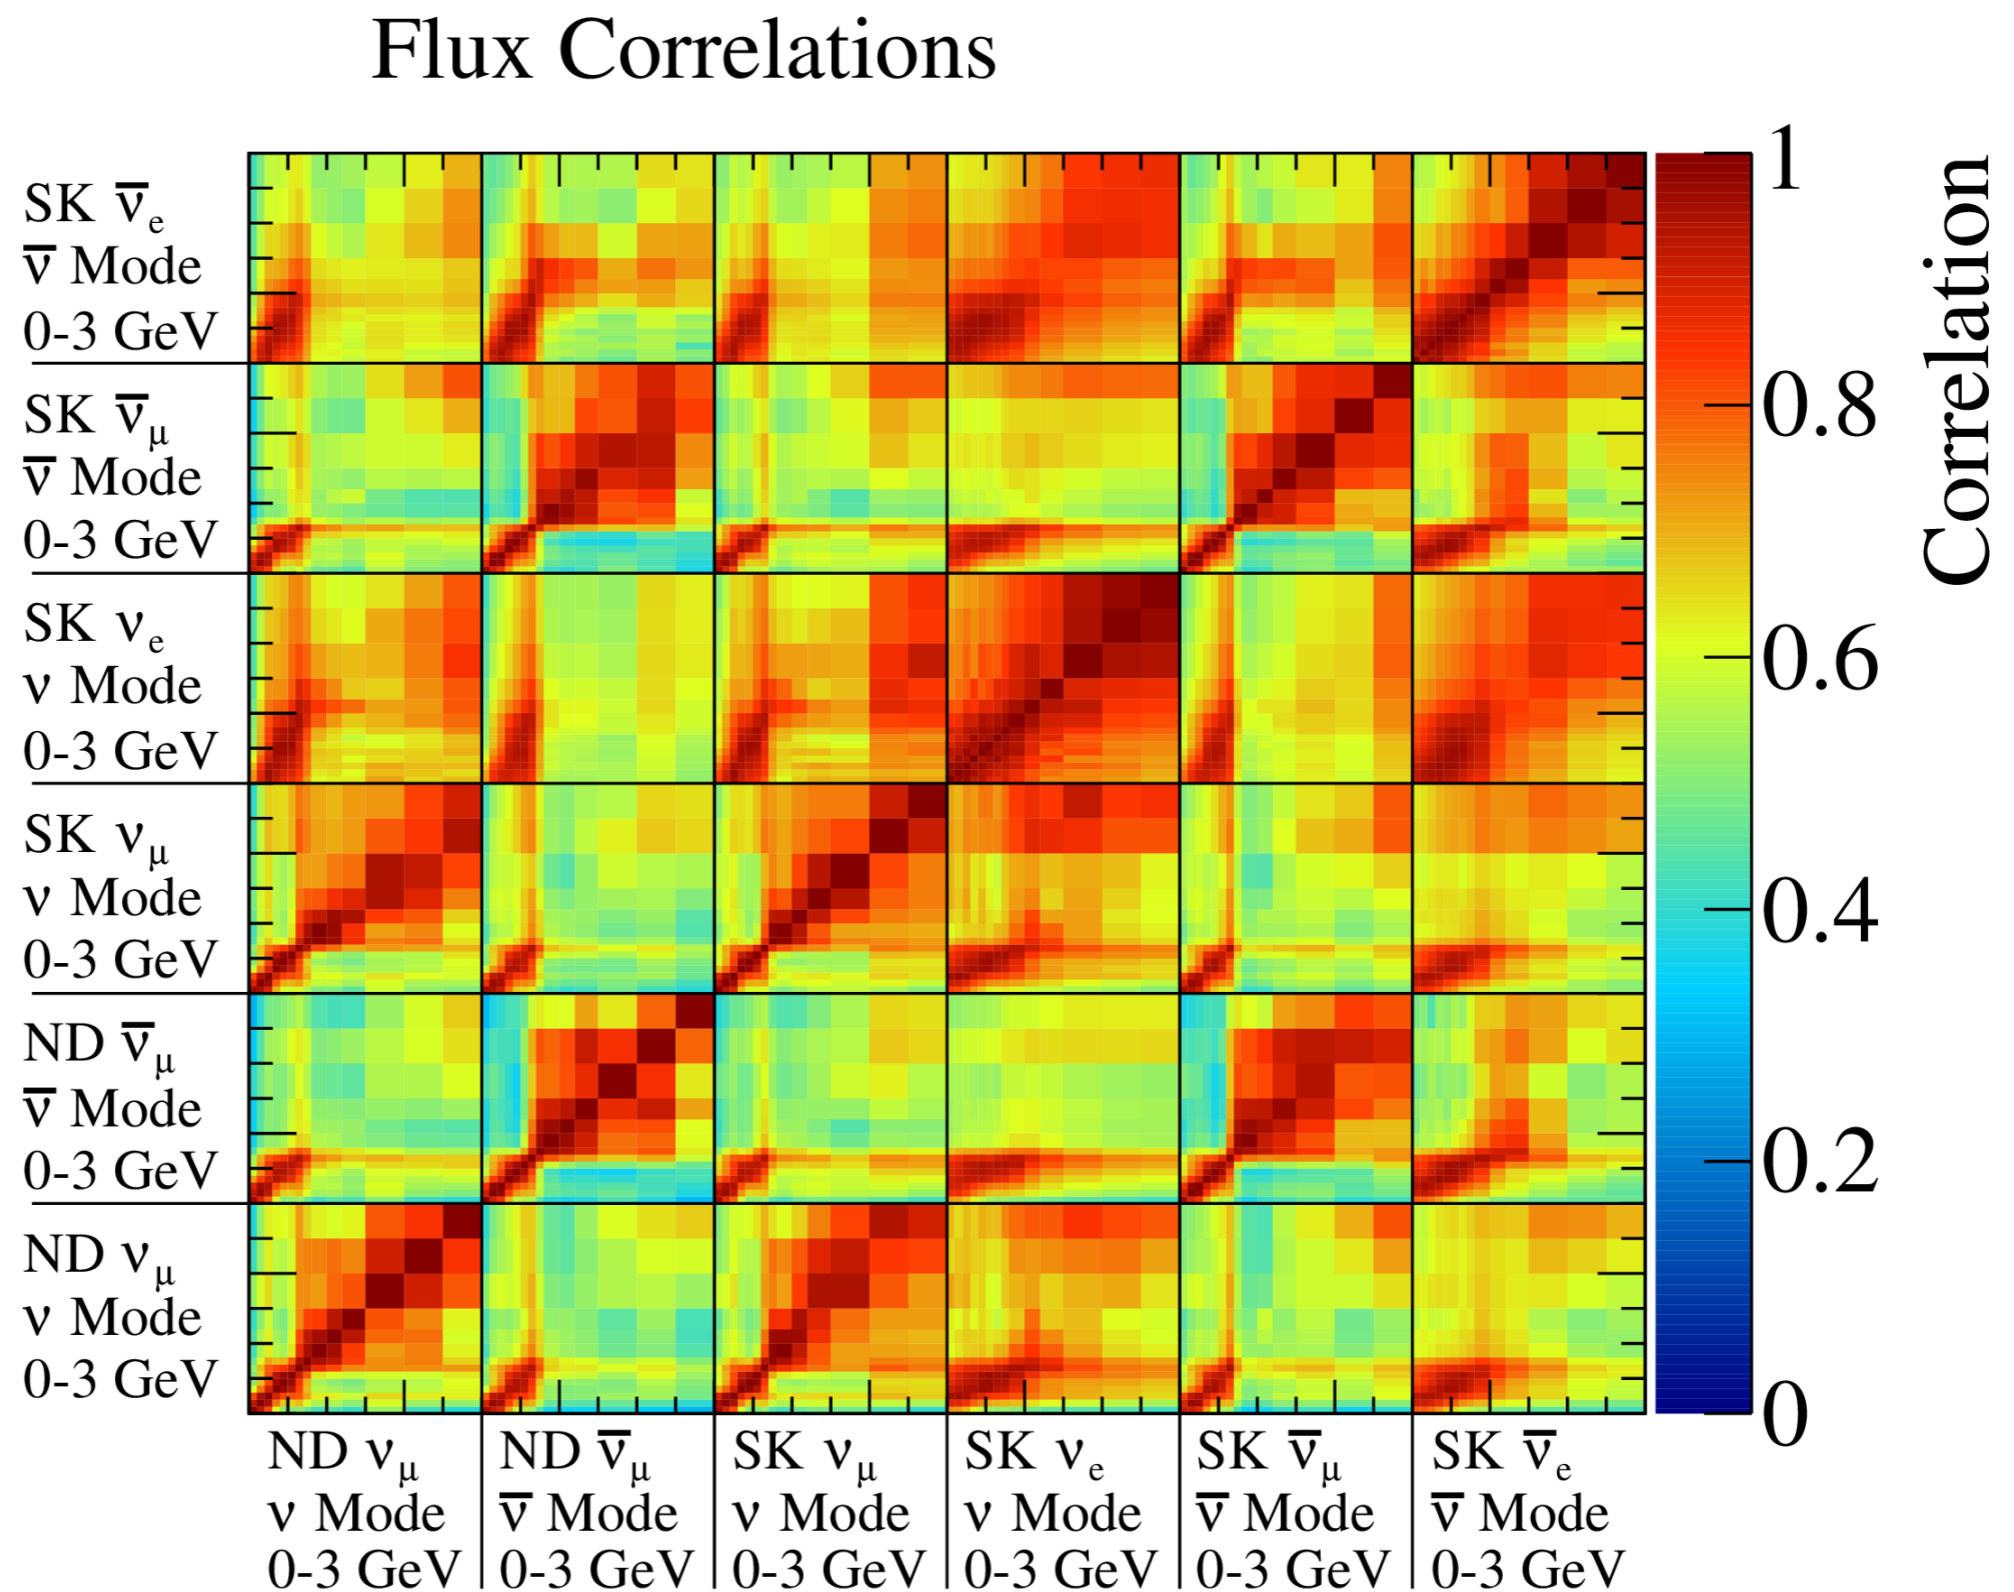 Flux Correlations
SK ν̅e
ν̅ Mode
0-3 GeV
SK ν̅μ
ν̅ Mode
0-3 GeV
SK νe
ν Mode
0-3 GeV
SK νμ
ν Mode
0-3 GeV
ND ν̅μ
ν̅ Mode
0-3 GeV
ND νμ
ν Mode
0-3 GeV
ND νμ
ν Mode
0-3 GeV
ND ν̅μ
ν̅ Mode
0-3 GeV
SK νμ
ν Mode
0-3 GeV
SK νe
ν Mode
0-3 GeV
SK ν̅μ
ν̅ Mode
0-3 GeV
SK ν̅e
ν̅ Mode
0-3 GeV
1
0.8
0.6
0.4
0.2
0
Correlation